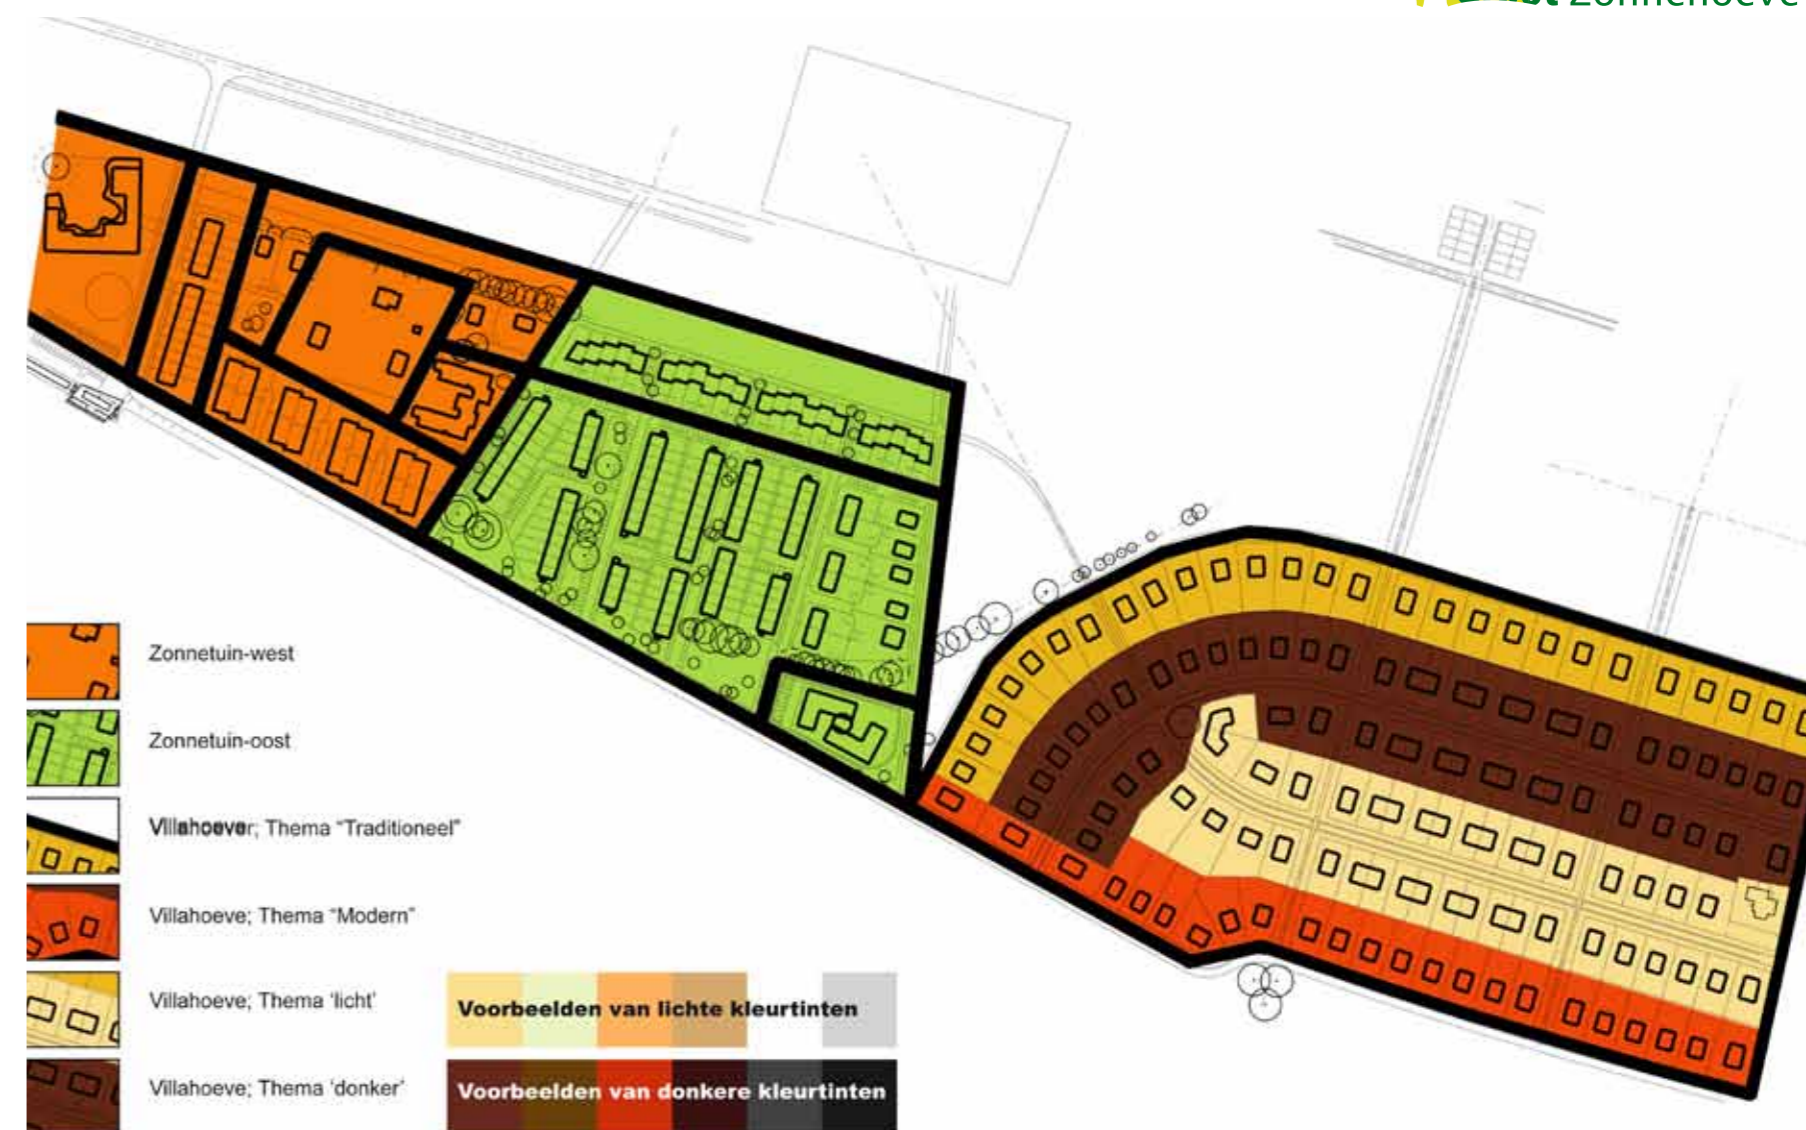 Zonnehoeve
Zonnetuin-west
Zonnetuin-oost
Villahoeve; Thema “Traditioneel”
Villahoeve; Thema “Modern”
Villahoeve; Thema ‘licht’
Villahoeve; Thema ‘donker’
Voorbeelden van lichte kleurtinten
Voorbeelden van donkere kleurtinten